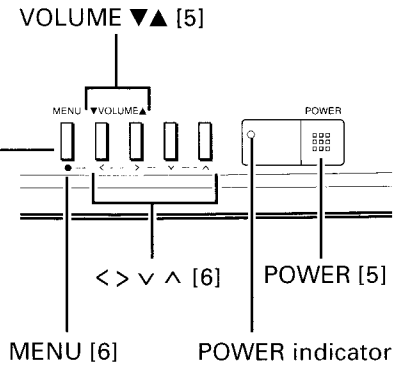 VOLUME ▼▲ [5]
MENU ▼VOLUME▲ POWER
< > ∨ ∧
< > ∨ ∧ [6]
POWER [5]
MENU [6]
POWER indicator